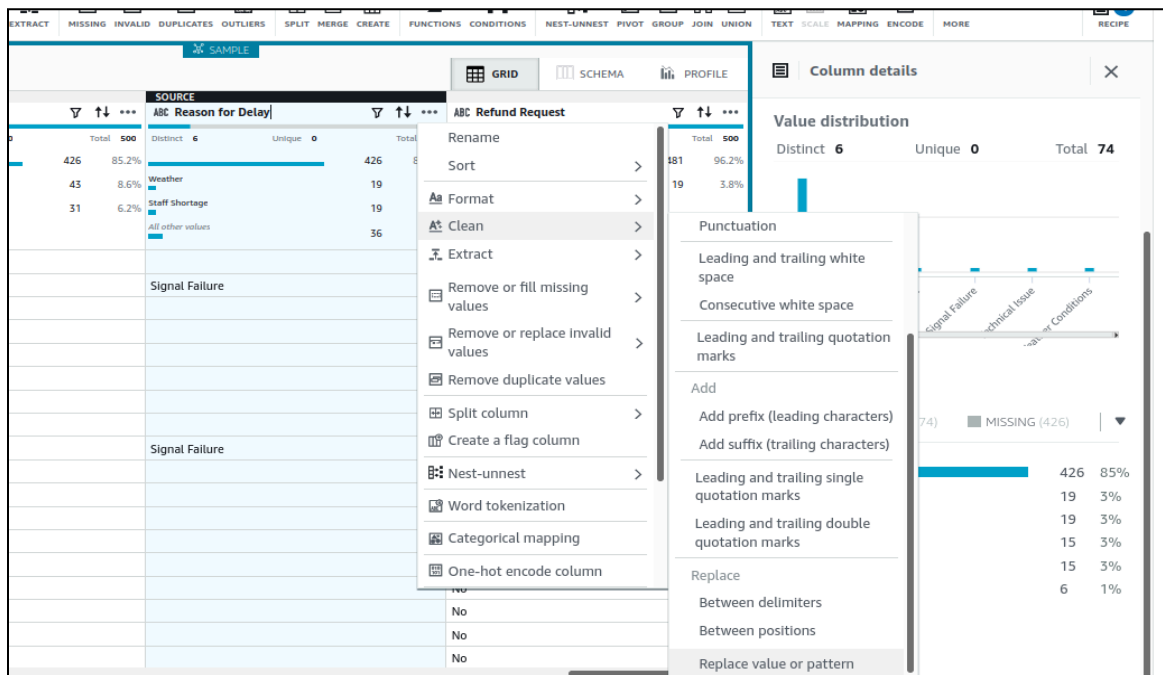 EXTRACT MISSING INVALID DUPLICATES OUTLIERS SPLIT MERGE CREATE FUNCTIONS CONDITIONS NEST-UNNEST PIVOT GROUP JOIN UNION TEXT SCALE MAPPING ENCODE MORE RECIPE
SAMPLE
GRID SCHEMA PROFILE
SOURCE
ABC Reason for Delay
ABC Refund Request
Total 500
Distinct 6 Unique 0 Total
Total 500
426 85.2%
43 8.6%
31 6.2%
426
Weather 19
Staff Shortage 19
All other values 36
481 96.2%
19 3.8%
Signal Failure
Signal Failure
No
No
No
No
Rename
Sort
Format
Clean
Extract
Remove or fill missing
values
Remove or replace invalid
values
Remove duplicate values
Split column
Create a flag column
Nest-unnest
Word tokenization
Categorical mapping
One-hot encode column
Punctuation
Leading and trailing white
space
Consecutive white space
Leading and trailing quotation
marks
Add
Add prefix (leading characters)
Add suffix (trailing characters)
Leading and trailing single
quotation marks
Leading and trailing double
quotation marks
Replace
Between delimiters
Between positions
Replace value or pattern
Column details
Value distribution
Distinct 6 Unique 0 Total 74
Signal Failure
chnical Issue
er Conditions
74) MISSING (426)
426 85%
19 3%
19 3%
15 3%
15 3%
6 1%